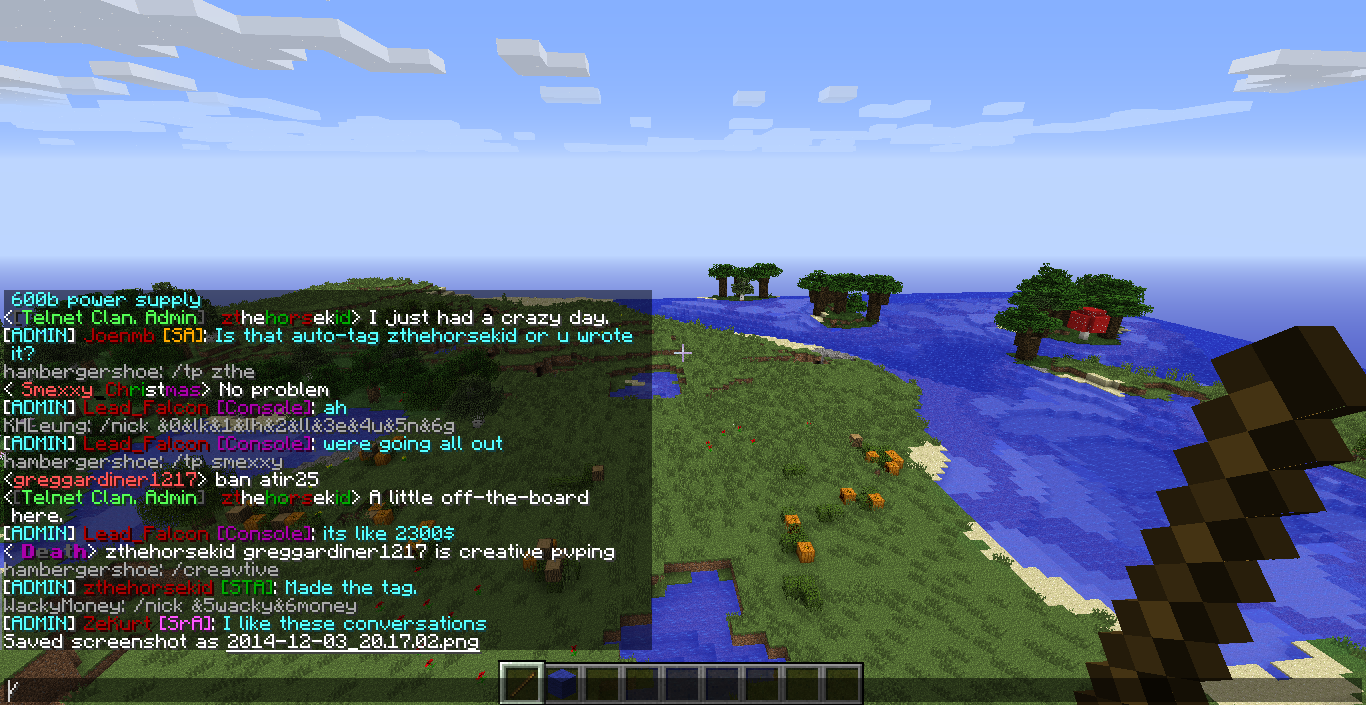 600b power supply
<[Telnet Clan. Admin] zthehorsekid> I just had a crazy day.
[ADMIN] Joenmb [SA]: Is that auto-tag zthehorsekid or u wrote
it?
hambergershoe: /tp zthe
< Smexxy_Christmas> No problem
[ADMIN] Lead_Falcon [Console]: ah
KMLeung: /nick &0&lk&1&lh&2&ll&3e&4u&5n&6g
[ADMIN] Lead_Falcon [Console]: were going all out
hambergershoe: /tp smexxy
<greggardiner1217> ban atir25
<[Telnet Clan. Admin] zthehorsekid> A little off-the-board
here.
[ADMIN] Lead_Falcon [Console]: its like 2300$
< Death> zthehorsekid greggardiner1217 is creative pvping
hambergershoe: /creavtive
[ADMIN] zthehorsekid [STA]: Made the tag.
WackyMoney: /nick &5wacky&6money
[ADMIN] ZeKurt [SrA]: I like these conversations
Saved screenshot as 2014-12-03_20.17.02.png
/